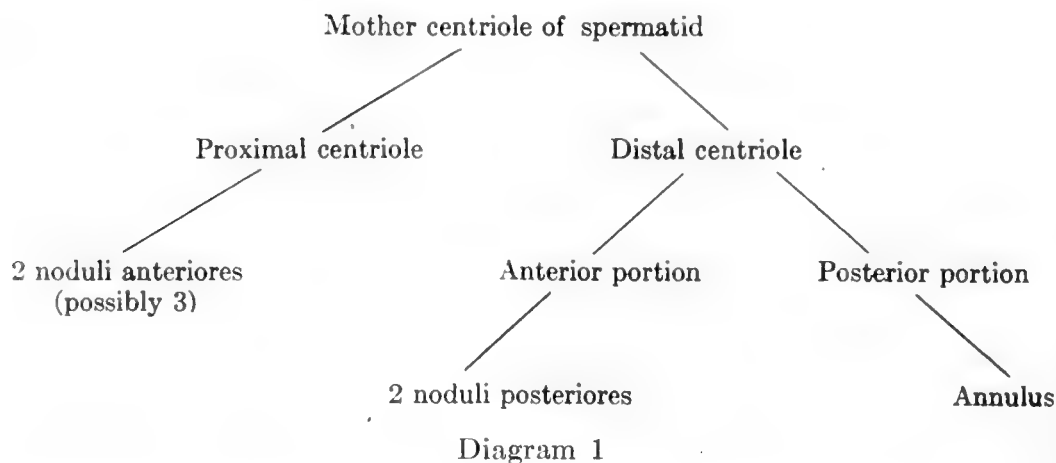 Mother centriole of spermatid
Proximal centriole
Distal centriole
2 noduli anteriores
(possibly 3)
Anterior portion
Posterior portion
2 noduli posteriores
Annulus
Diagram 1